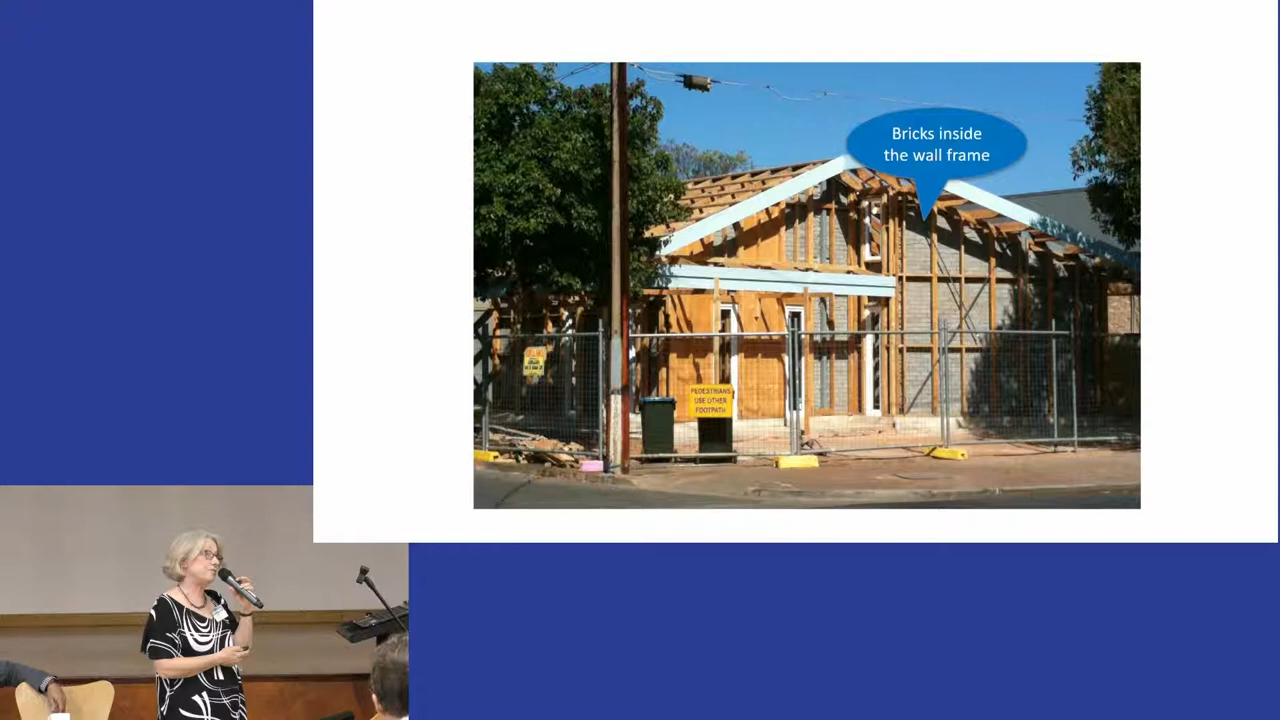 Bricks inside
the wall frame
PEDESTRIANS
USE OTHER
FOOTPATH